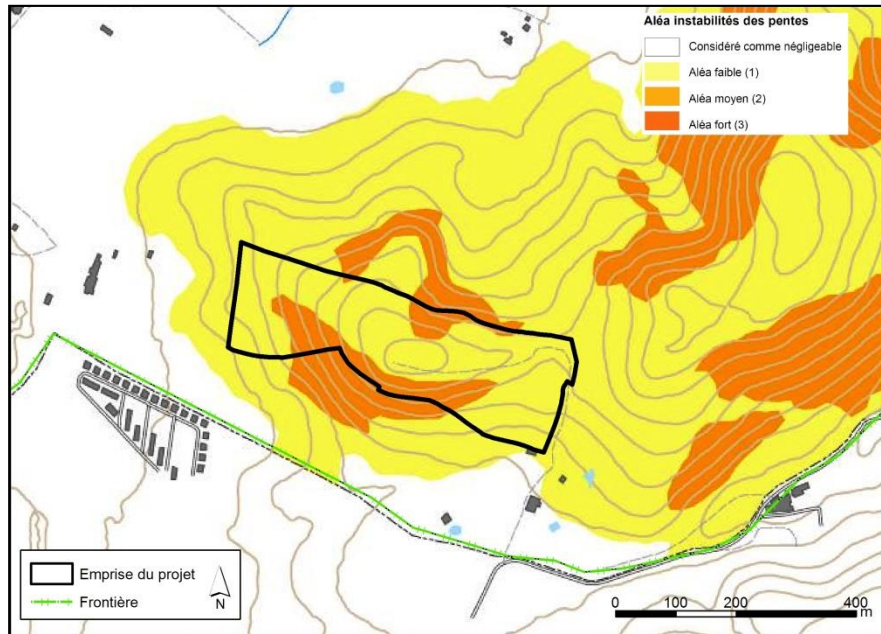 Aléa instabilités des pentes
Considéré comme négligeable
Aléa faible (1)
Aléa moyen (2)
Aléa fort (3)
Emprise du projet
Frontière
N
0 100 200 300 400
m